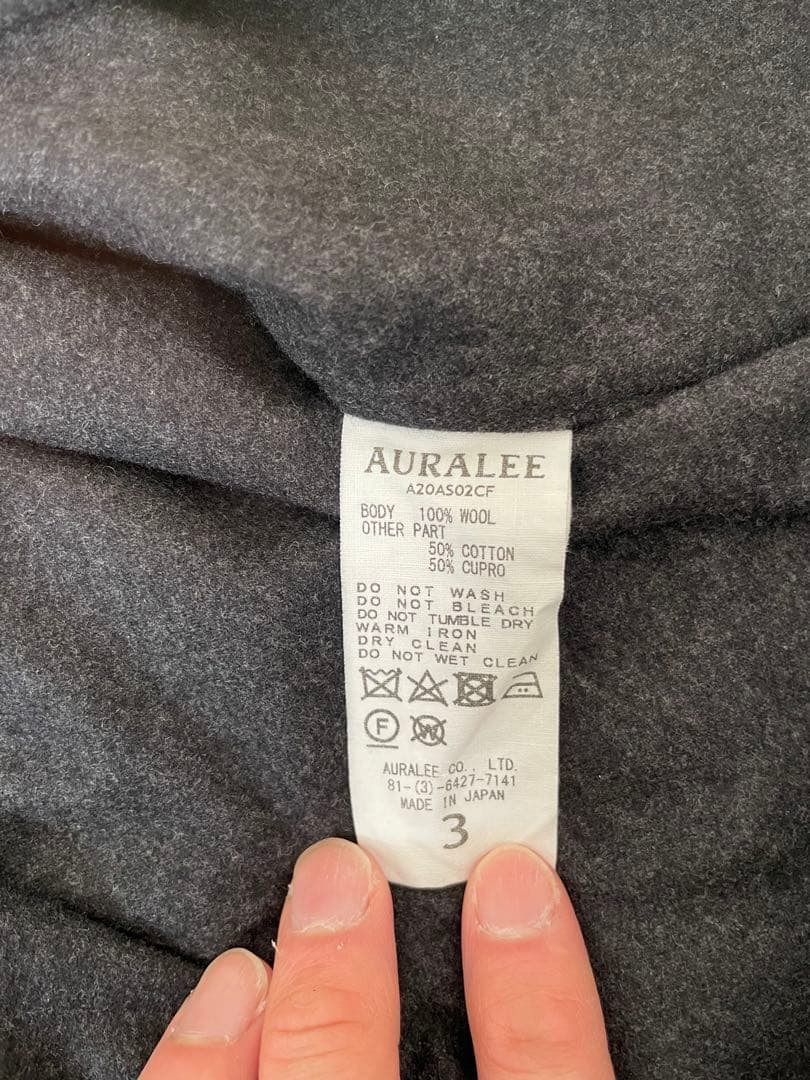 AURALEE
A20AS02CF
BODY 100% WOOL
OTHER PART
50% COTTON
50% CUPRO
DO NOT WASH
DO NOT BLEACH
DO NOT TUMBLE DRY
WARM IRON
DRY CLEAN
DO NOT WET CLEAN
F W
AURALEE CO., LTD.
81-(3)-6427-7141
MADE IN JAPAN
3